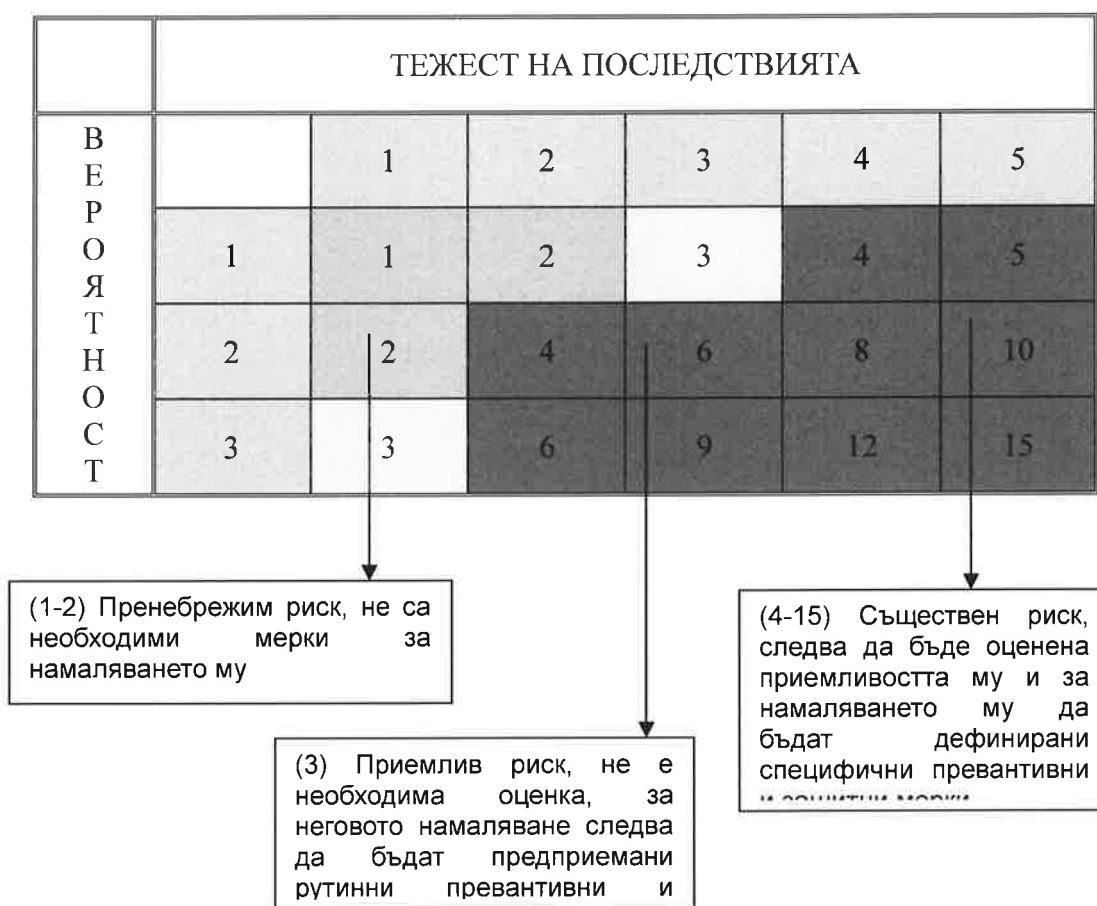 ТЕЖЕСТ НА ПОСЛЕДСТВИЯТА
ВЕРОЯТНОСТ
1 2 3 4 5
1 1 2 3 4 5
2 2 4 6 8 10
3 3 6 9 12 15
(1-2) Пренебрежим риск, не са
необходими мерки за
намаляването му
(3) Приемлив риск, не е
необходима оценка, за
неговото намаляване следва
да бъдат предприемани
рутинни превантивни и
(4-15) Съществен риск,
следва да бъде оценена
приемливостта му и за
намаляването му да
бъдат дефинирани
специфични превантивни
и защитни мерки